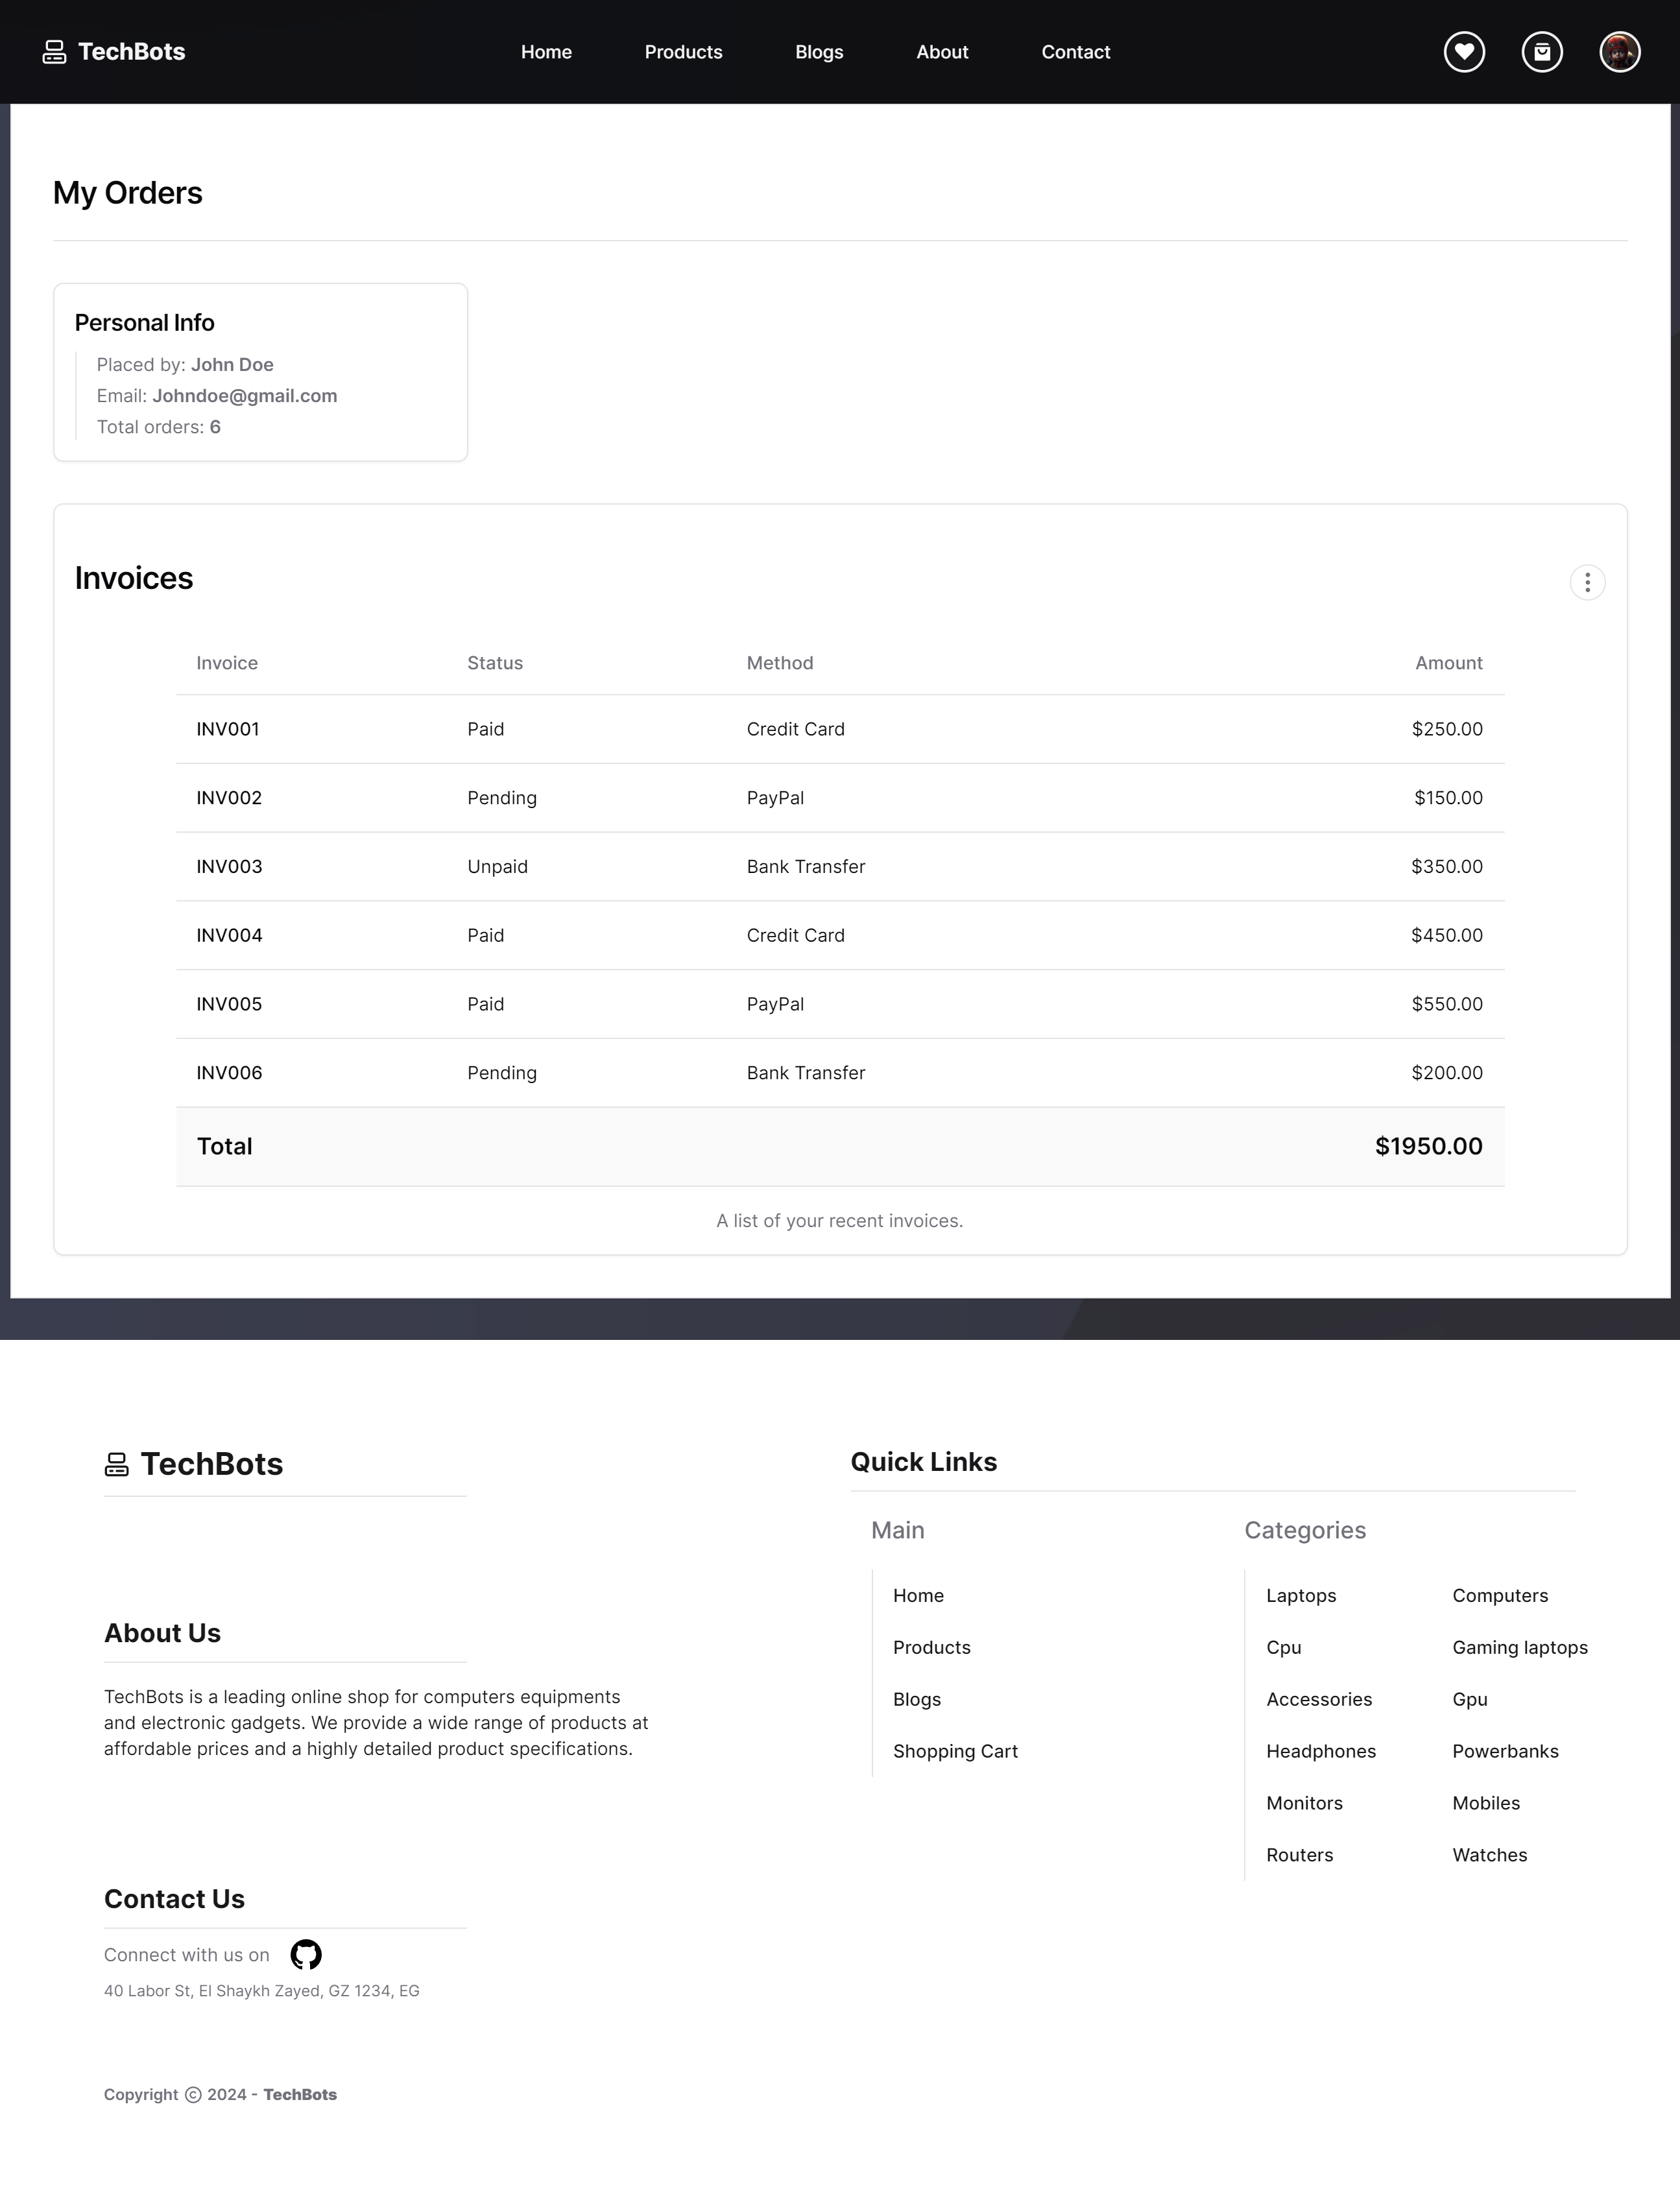 TechBots Home Products Blogs About Contact
My Orders
Personal Info
Placed by: John Doe
Email: Johndoe@gmail.com
Total orders: 6
Invoices
Invoice Status Method Amount
INV001 Paid Credit Card $250.00
INV002 Pending PayPal $150.00
INV003 Unpaid Bank Transfer $350.00
INV004 Paid Credit Card $450.00
INV005 Paid PayPal $550.00
INV006 Pending Bank Transfer $200.00
Total $1950.00
A list of your recent invoices.
TechBots
About Us
TechBots is a leading online shop for computers equipments
and electronic gadgets. We provide a wide range of products at
affordable prices and a highly detailed product specifications.
Contact Us
Connect with us on
40 Labor St, El Shaykh Zayed, GZ 1234, EG
Quick Links
Main
Home
Products
Blogs
Shopping Cart
Categories
Laptops Computers
Cpu Gaming laptops
Accessories Gpu
Headphones Powerbanks
Monitors Mobiles
Routers Watches
Copyright © 2024 - TechBots